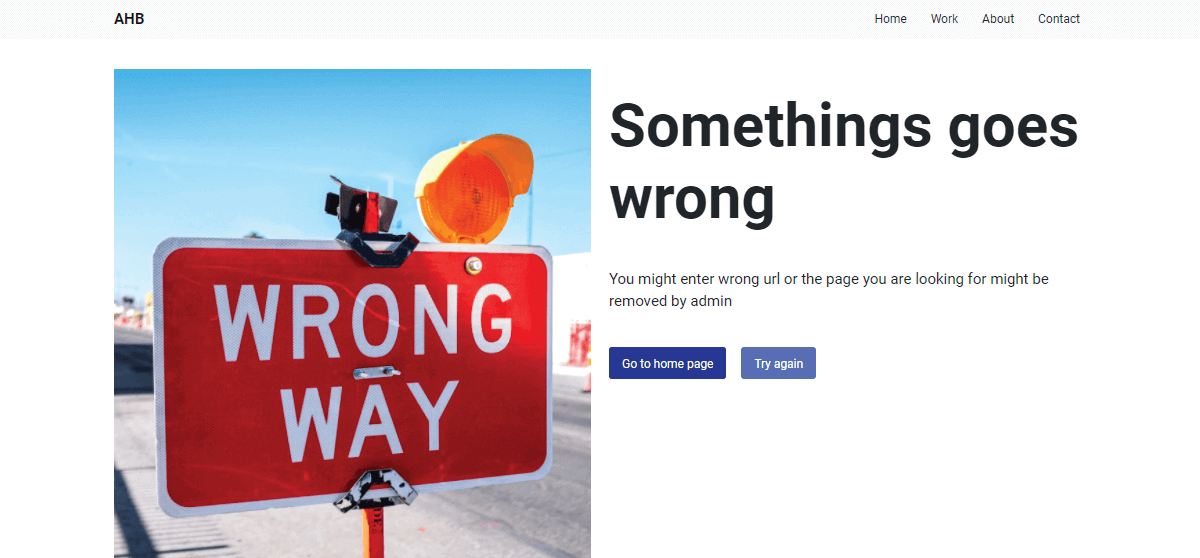 AHB
Home Work About Contact
Somethings goes
wrong
You might enter wrong url or the page you are looking for might be
removed by admin
Go to home page Try again
WRONG
WAY